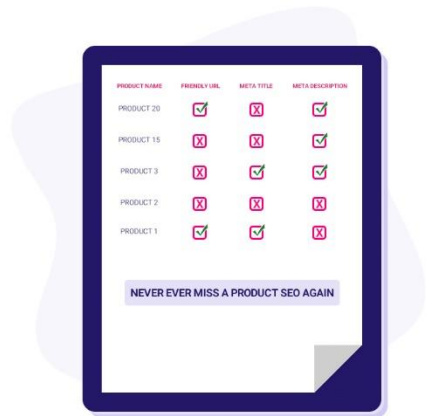 PRODUCT NAME FRIENDLY URL META TITLE META DESCRIPTION
PRODUCT 20
PRODUCT 15
PRODUCT 3
PRODUCT 2
PRODUCT 1
NEVER EVER MISS A PRODUCT SEO AGAIN